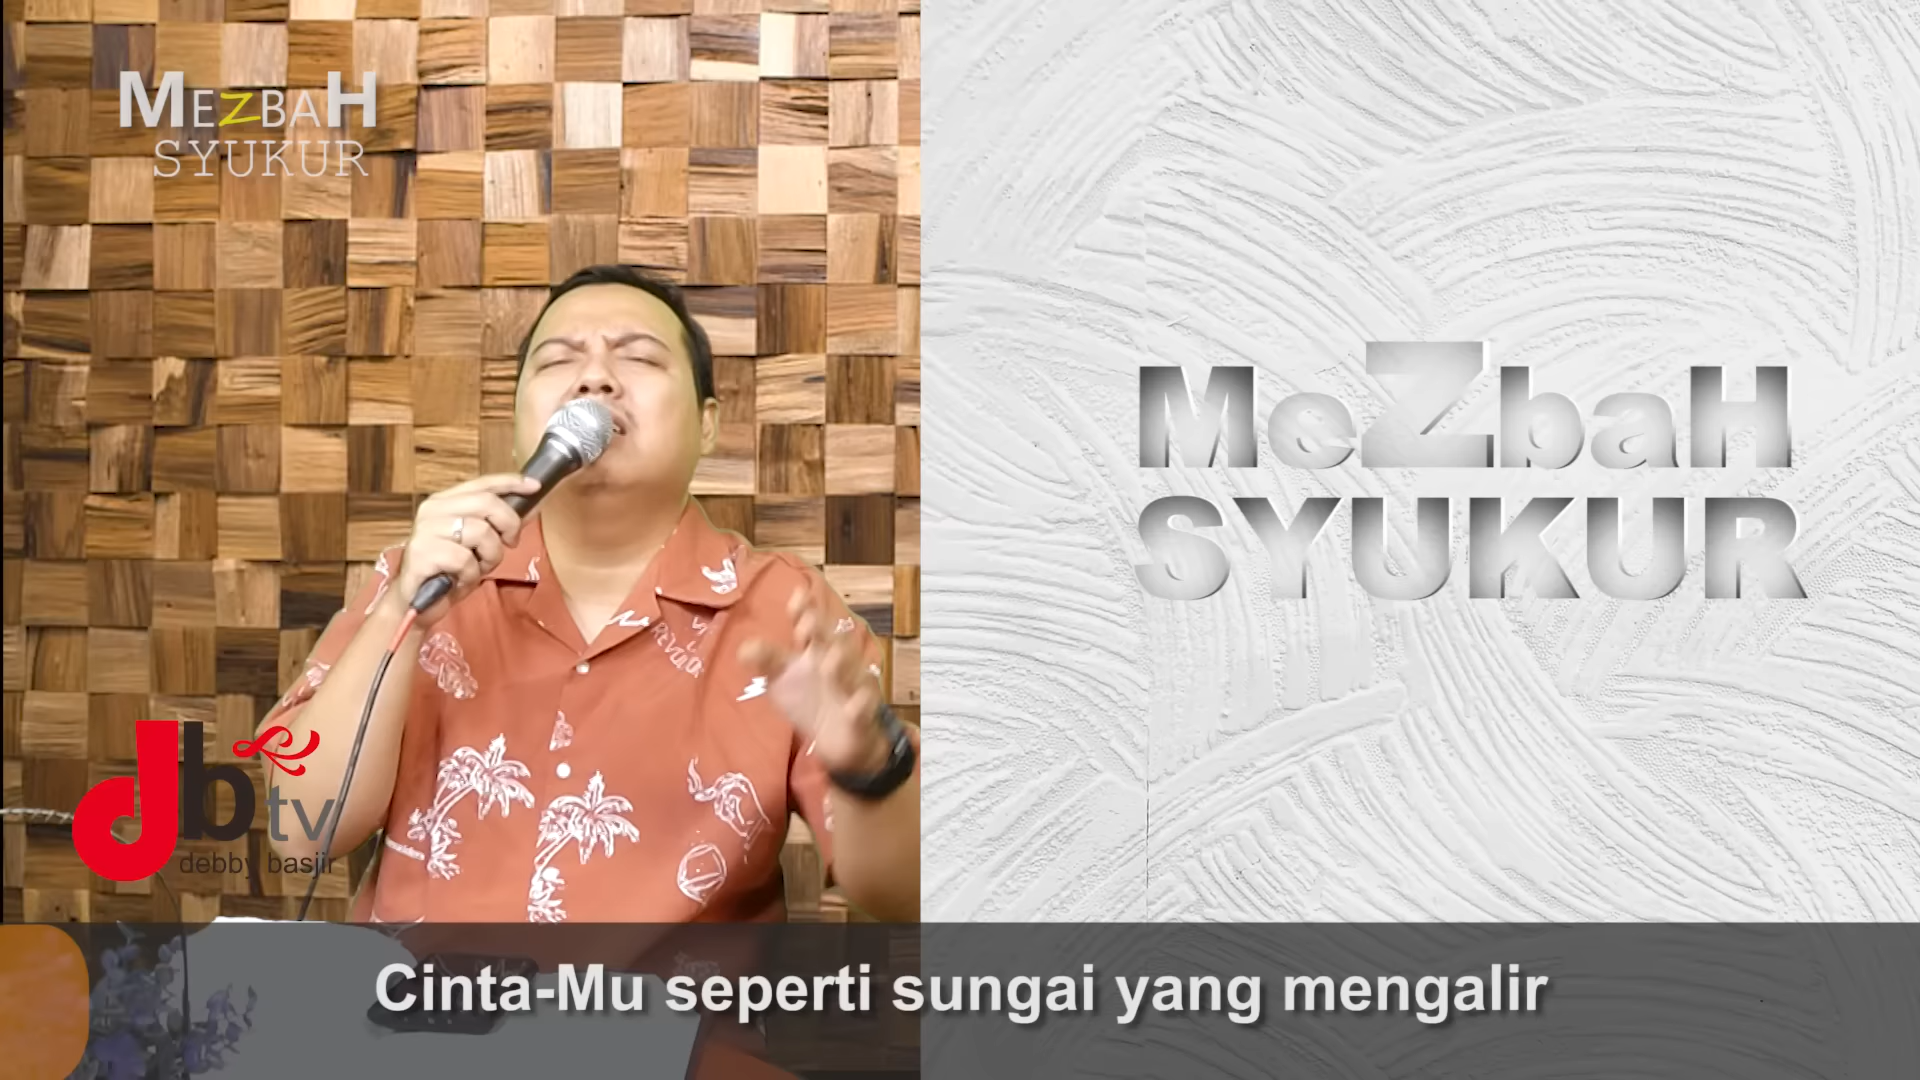 MEZBAH
SYUKUR
MeZbaH
SYUKUR
db tv
debby basjir
Cinta-Mu seperti sungai yang mengalir